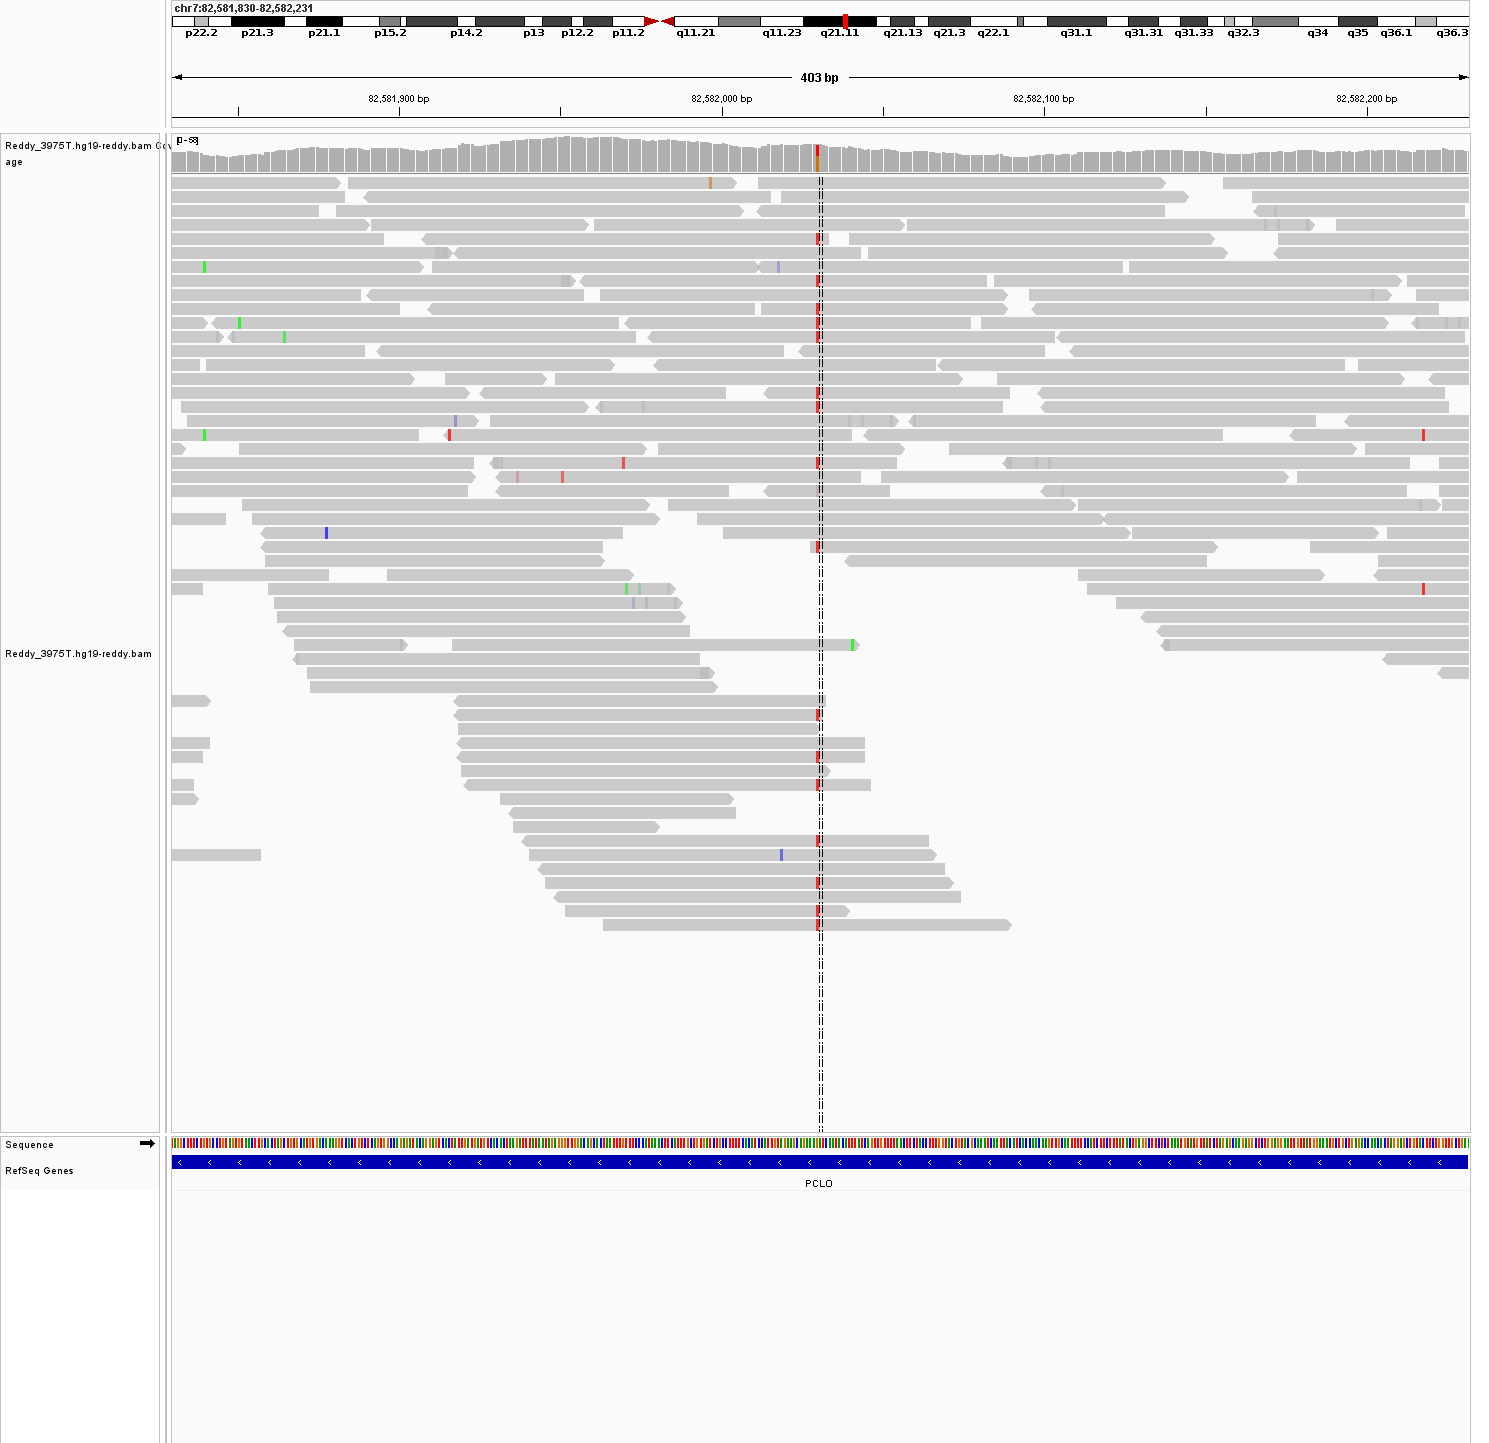 chr7:82,581,830-82,582,231
p22.2 p21.3 p21.1 p15.2 p14.2 p13 p12.2 p11.2 q11.21 q11.23 q21.11 q21.13 q21.3 q22.1 q31.1 q31.31 q31.33 q32.3 q34 q35 q36.1 q36.3
403 bp
82,581,900 bp 82,582,000 bp 82,582,100 bp 82,582,200 bp
[0-58]
Reddy_3975T.hg19-reddy.bam Cov
age
Reddy_3975T.hg19-reddy.bam
Sequence
RefSeq Genes
PCLO